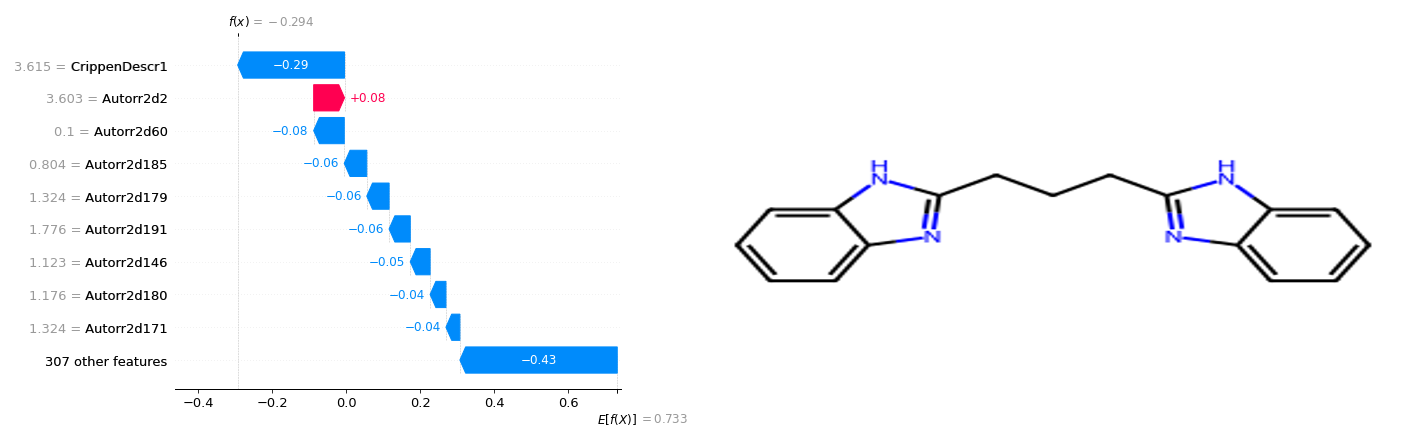 f(x) = −0.294
3.615 = CrippenDescr1
−0.29
3.603 = Autorr2d2
+0.08
0.1 = Autorr2d60
−0.08
0.804 = Autorr2d185
−0.06
1.324 = Autorr2d179
−0.06
1.776 = Autorr2d191
−0.06
1.123 = Autorr2d146
−0.05
1.176 = Autorr2d180
−0.04
1.324 = Autorr2d171
−0.04
307 other features
−0.43
−0.4 −0.2 0.0 0.2 0.4 0.6
E[f(X)] = 0.733
H H
N N
N N